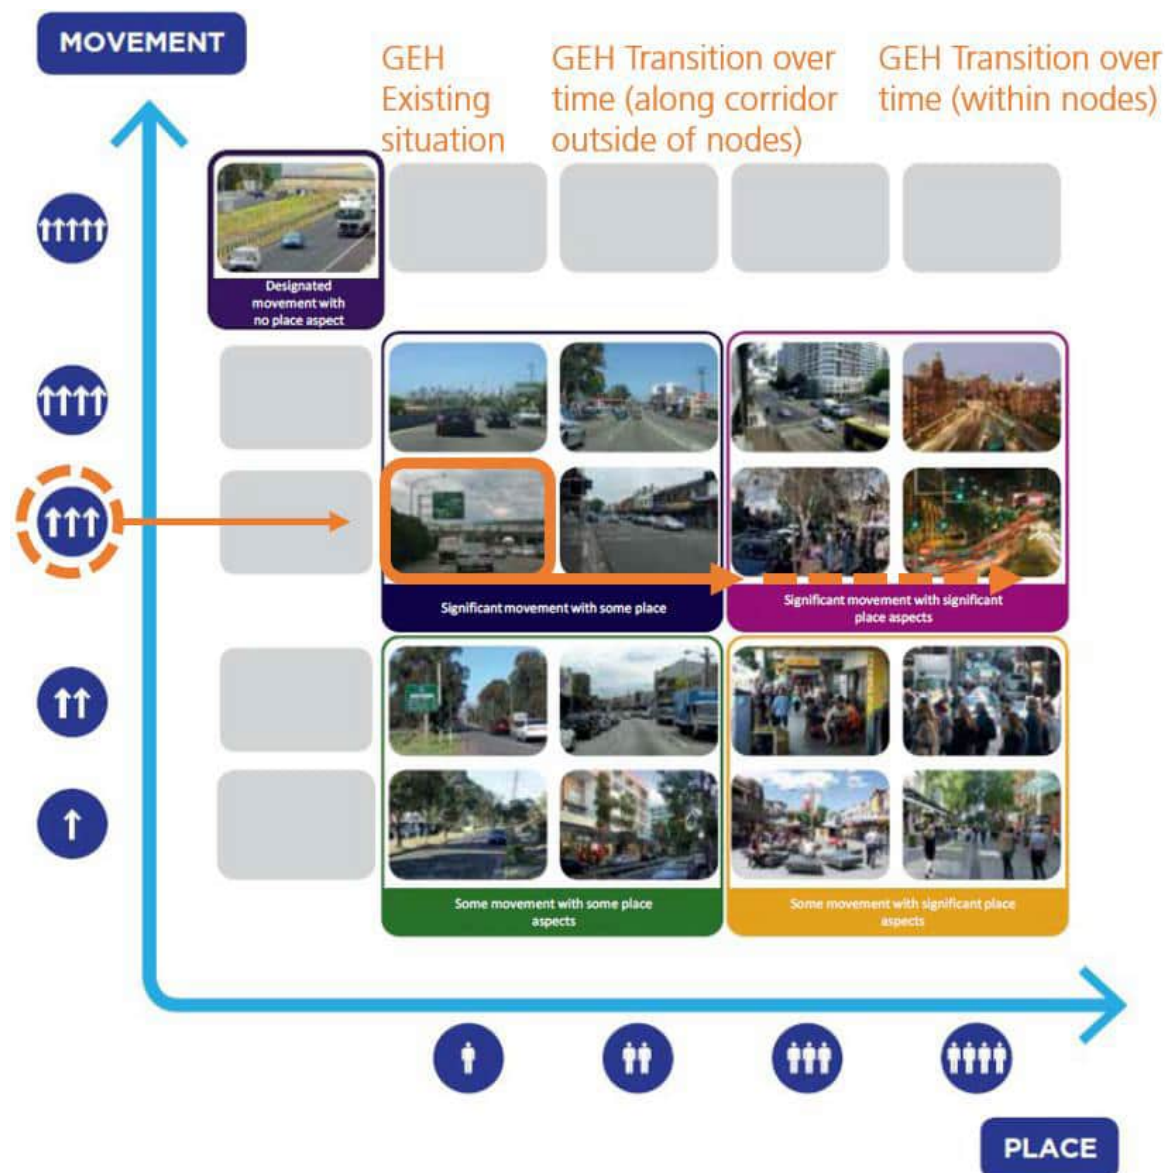 MOVEMENT
GEH
Existing
situation
GEH Transition over
time (along corridor
outside of nodes)
GEH Transition over
time (within nodes)
Designated
movement with
no place aspect
Significant movement with some place
Significant movement with significant
place aspects
Some movement with some place
aspects
Some movement with significant place
aspects
PLACE